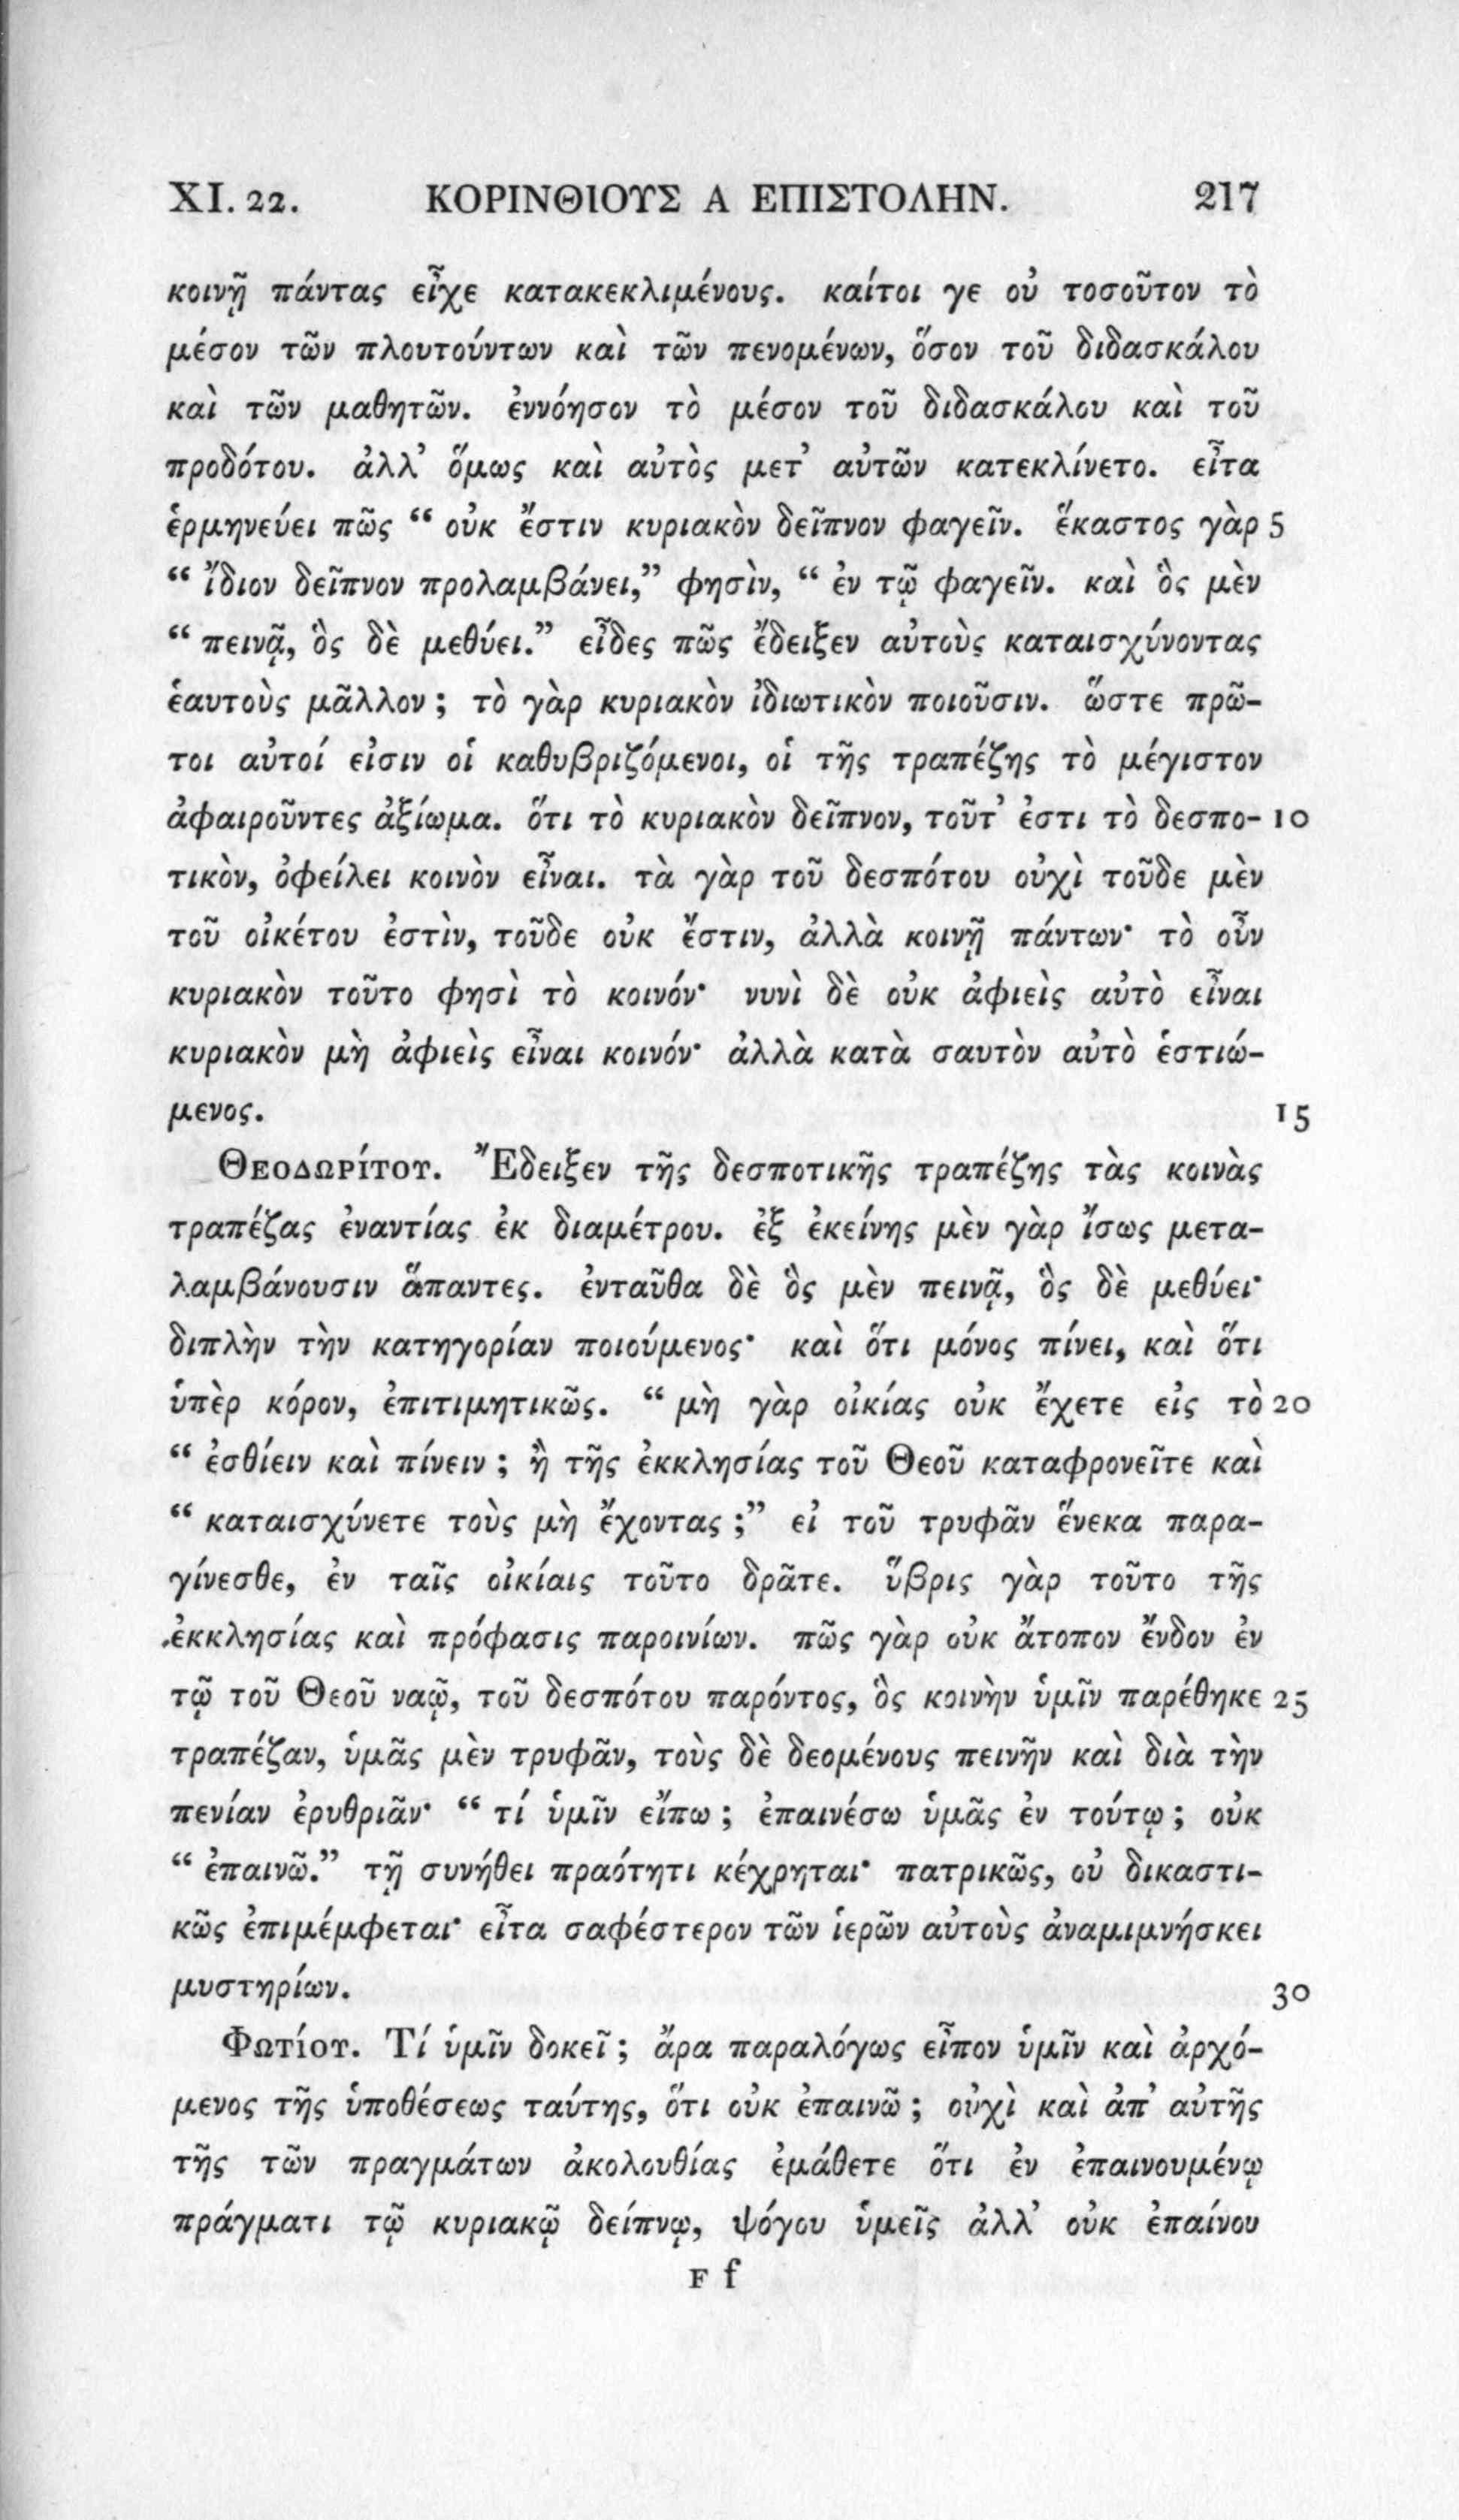 XI. 22. ΚΟΡΙΝΘΙΟΥΣ Α ΕΠΙΣΤΟΛΗΝ. 217
κοινῇ πάντας εἶχε κατακεκλιμένους. καίτοι γε οὐ τοσοῦτον τὸ
μέσον τῶν πλουτούντων καὶ τῶν πενομένων, ὅσον τοῦ διδασκάλου
καὶ τῶν μαθητῶν. ἐννόησον τὸ μέσον τοῦ διδασκάλου καὶ τοῦ
προδότου. ἀλλ’ ὅμως καὶ αὐτὸς μετ’ αὐτῶν κατεκλίνετο. εἶτα
ἑρμηνεύει πῶς “ οὐκ ἔστιν κυριακὸν δεῖπνον φαγεῖν. ἕκαστος γὰρ 5
“ ἴδιον δεῖπνον προλαμβάνει,” φησὶν, “ ἐν τῷ φαγεῖν. καὶ ὃς μὲν
“ πεινᾷ, ὃς δὲ μεθύει.” εἶδες πῶς ἔδειξεν αὐτοὺς καταισχύνοντας
ἑαυτοὺς μᾶλλον ; τὸ γὰρ κυριακὸν ἰδιωτικὸν ποιοῦσιν. ὥστε πρῶ-
τοι αὐτοί εἰσιν οἱ καθυβριζόμενοι, οἱ τῆς τραπέζης τὸ μέγιστον
ἀφαιροῦντες ἀξίωμα. ὅτι τὸ κυριακὸν δεῖπνον, τοῦτ’ ἐστι τὸ δεσπο- 10
τικὸν, ὀφείλει κοινὸν εἶναι. τὰ γὰρ τοῦ δεσπότου οὐχὶ τοῦδε μὲν
τοῦ οἰκέτου ἐστὶν, τοῦδε οὐκ ἔστιν, ἀλλὰ κοινῇ πάντων· τὸ οὖν
κυριακὸν τοῦτο φησὶ τὸ κοινόν· νυνὶ δὲ οὐκ ἀφιεὶς αὐτὸ εἶναι
κυριακὸν μὴ ἀφιεὶς εἶναι κοινόν· ἀλλὰ κατὰ σαυτὸν αὐτὸ ἑστιώ-
μενος. 15
ΘΕΟΔΩΡΊΤΟΥ. Ἔδειξεν τῆς δεσποτικῆς τραπέζης τὰς κοινὰς
τραπέζας ἐναντίας ἐκ διαμέτρου. ἐξ ἐκείνης μὲν γὰρ ἴσως μετα-
λαμβάνουσιν ἅπαντες. ἐνταῦθα δὲ ὃς μὲν πεινᾷ, ὃς δὲ μεθύει·
διπλὴν τὴν κατηγορίαν ποιούμενος· καὶ ὅτι μόνος πίνει, καὶ ὅτι
ὑπὲρ κόρον, ἐπιτιμητικῶς. “ μὴ γὰρ οἰκίας οὐκ ἔχετε εἰς τὸ 20
“ ἐσθίειν καὶ πίνειν ; ἢ τῆς ἐκκλησίας τοῦ Θεοῦ καταφρονεῖτε καὶ
“ καταισχύνετε τοὺς μὴ ἔχοντας ;” εἰ τοῦ τρυφᾶν ἕνεκα παρα-
γίνεσθε, ἐν ταῖς οἰκίαις τοῦτο δρᾶτε. ὕβρις γὰρ τοῦτο τῆς
ἐκκλησίας καὶ πρόφασις παροινίων. πῶς γὰρ οὐκ ἄτοπον ἔνδον ἐν
τῷ τοῦ Θεοῦ ναῷ, τοῦ δεσπότου παρόντος, ὃς κοινὴν ὑμῖν παρέθηκε 25
τραπέζαν, ὑμᾶς μὲν τρυφᾶν, τοὺς δὲ δεομένους πεινῆν καὶ διὰ τὴν
πενίαν ἐρυθριᾶν· “ τί ὑμῖν εἴπω ; ἐπαινέσω ὑμᾶς ἐν τούτῳ ; οὐκ
“ ἐπαινῶ.” τῇ συνήθει πραότητι κέχρηται· πατρικῶς, οὐ δικαστι-
κῶς ἐπιμέμφεται· εἶτα σαφέστερον τῶν ἱερῶν αὐτοὺς ἀναμιμνήσκει
μυστηρίων. 30
ΦΩΤΊΟΥ. Τί ὑμῖν δοκεῖ ; ἄρα παραλόγως εἶπον ὑμῖν καὶ ἀρχό-
μενος τῆς ὑποθέσεως ταύτης, ὅτι οὐκ ἐπαινῶ ; οὐχὶ καὶ ἀπ’ αὐτῆς
τῆς τῶν πραγμάτων ἀκολουθίας ἐμάθετε ὅτι ἐν ἐπαινουμένῳ
πράγματι τῷ κυριακῷ δείπνῳ, ψόγου ὑμεῖς ἀλλ’ οὐκ ἐπαίνου
F f